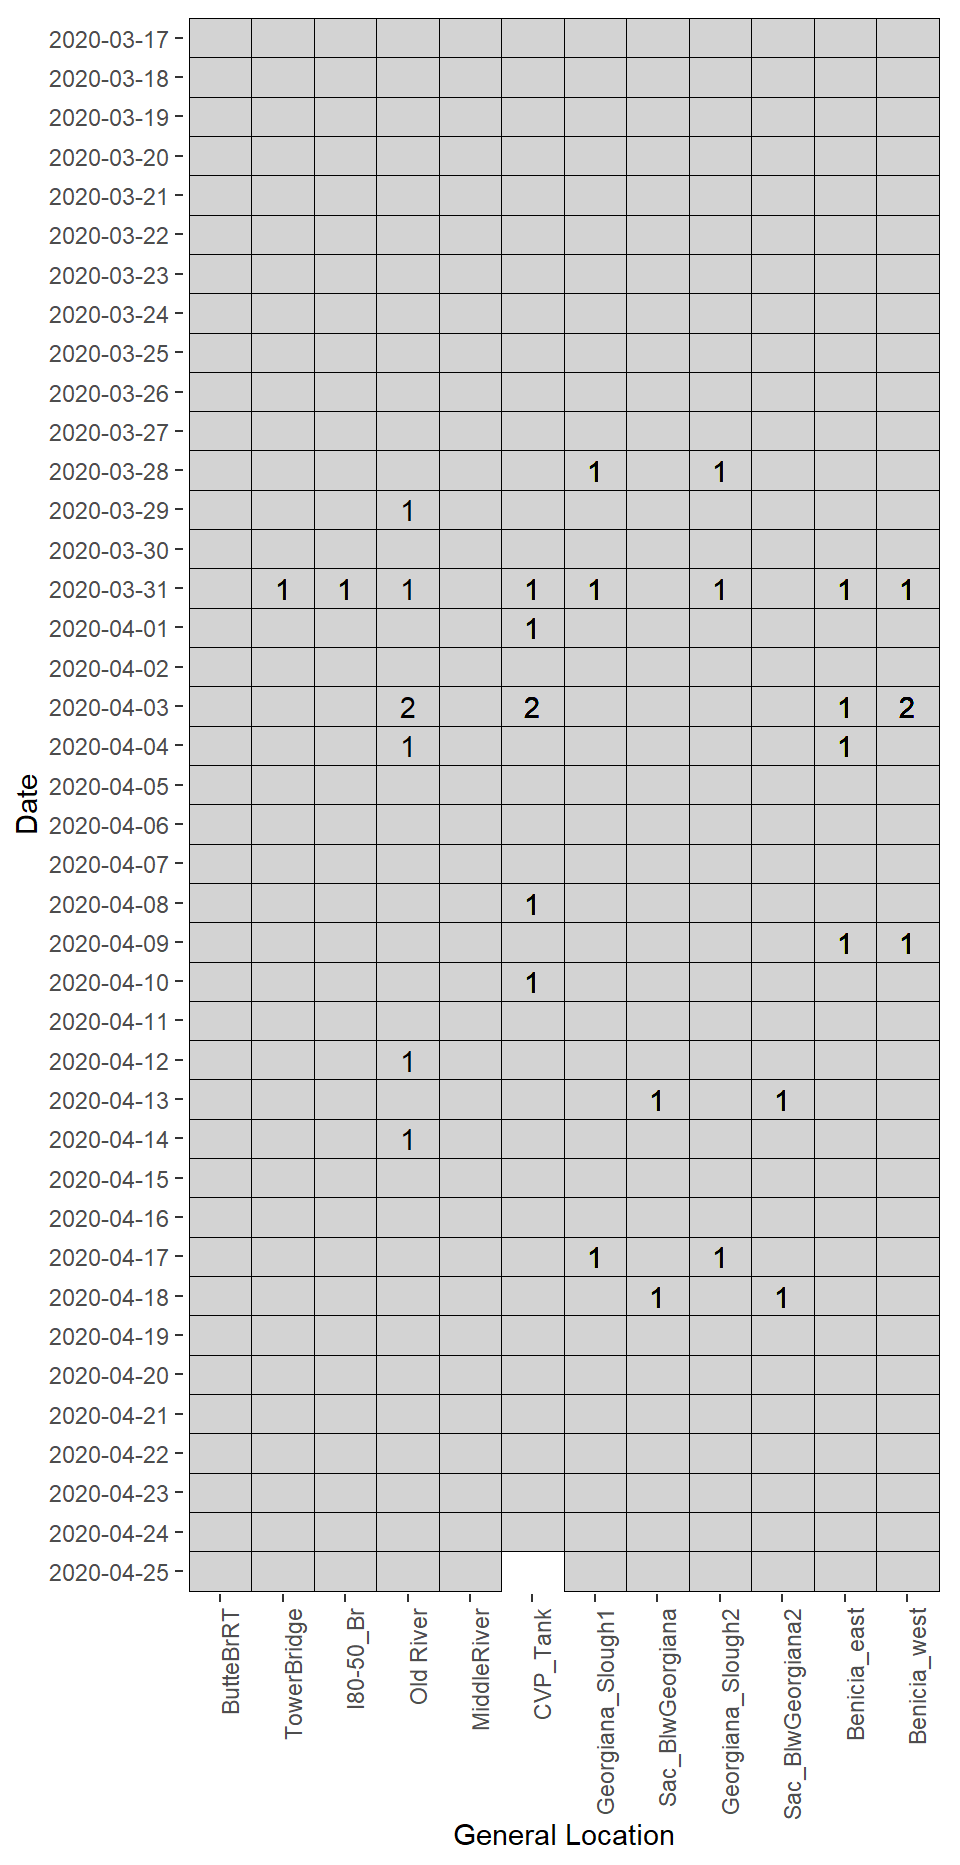 2020-03-17
2020-03-18
2020-03-19
2020-03-20
2020-03-21
2020-03-22
2020-03-23
2020-03-24
2020-03-25
2020-03-26
2020-03-27
2020-03-28 1 1
2020-03-29 1
2020-03-30
2020-03-31 1 1 1 1 1 1 1 1
2020-04-01 1
2020-04-02
2020-04-03 2 2 1 2
2020-04-04 1 1
2020-04-05
2020-04-06
2020-04-07
2020-04-08 1
2020-04-09 1 1
2020-04-10 1
2020-04-11
2020-04-12 1
2020-04-13 1 1
2020-04-14 1
2020-04-15
2020-04-16
2020-04-17 1 1
2020-04-18 1 1
2020-04-19
2020-04-20
2020-04-21
2020-04-22
2020-04-23
2020-04-24
2020-04-25
Date
ButteBrRT
TowerBridge
I80-50_Br
Old River
MiddleRiver
CVP_Tank
Georgiana_Slough1
Sac_BlwGeorgiana
Georgiana_Slough2
Sac_BlwGeorgiana2
Benicia_east
Benicia_west
General Location